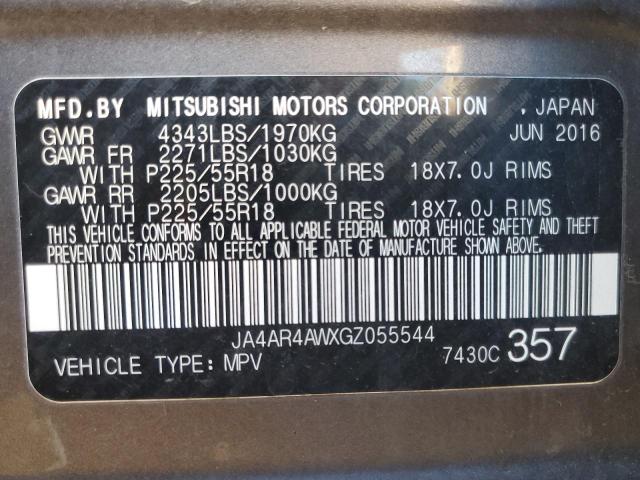 MFD.BY MITSUBISHI MOTORS CORPORATION . JAPAN
GVWR 4343LBS/1970KG JUN 2016
GAWR FR 2271LBS/1030KG
WITH P225/55R18 TIRES 18X7.0J RIMS
GAWR RR 2205LBS/1000KG
WITH P225/55R18 TIRES 18X7.0J RIMS
THIS VEHICLE CONFORMS TO ALL APPLICABLE FEDERAL MOTOR VEHICLE SAFETY AND THEFT
PREVENTION STANDARDS IN EFFECT ON THE DATE OF MANUFACTURE SHOWN ABOVE.
JA4AR4AWXGZ055544
VEHICLE TYPE: MPV 7430C 357